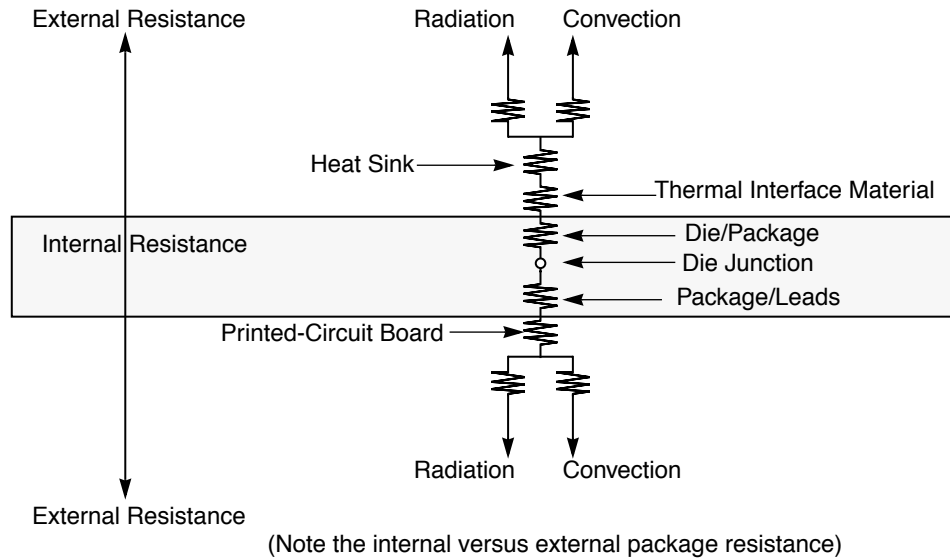 External Resistance
Radiation
Convection
Heat Sink
Thermal Interface Material
Internal Resistance
Die/Package
Die Junction
Package/Leads
Printed-Circuit Board
Radiation
Convection
External Resistance
(Note the internal versus external package resistance)